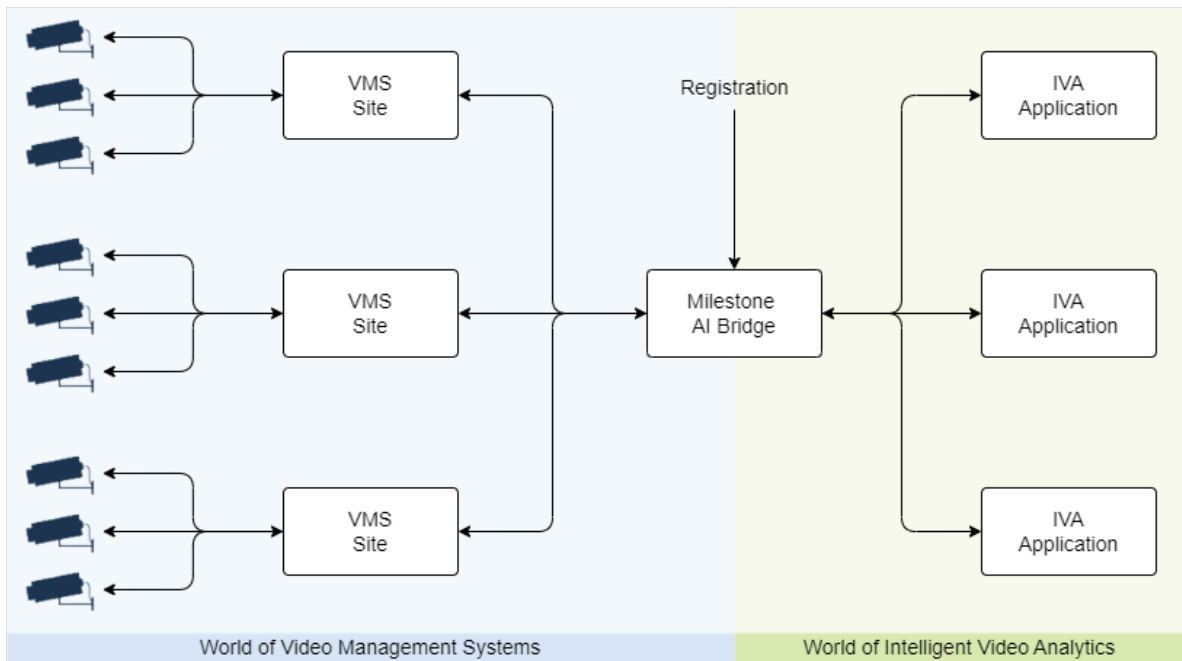 VMS
Site
Registration
IVA
Application
VMS
Site
Milestone
AI Bridge
IVA
Application
VMS
Site
IVA
Application
World of Video Management Systems
World of Intelligent Video Analytics